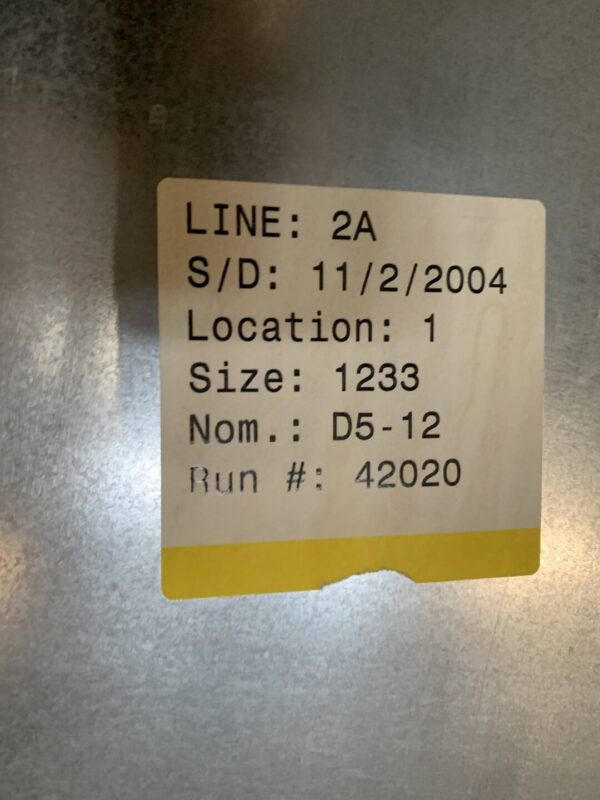 LINE: 2A
S/D: 11/2/2004
Location: 1
Size: 1233
Nom.: D5-12
Run #: 42020